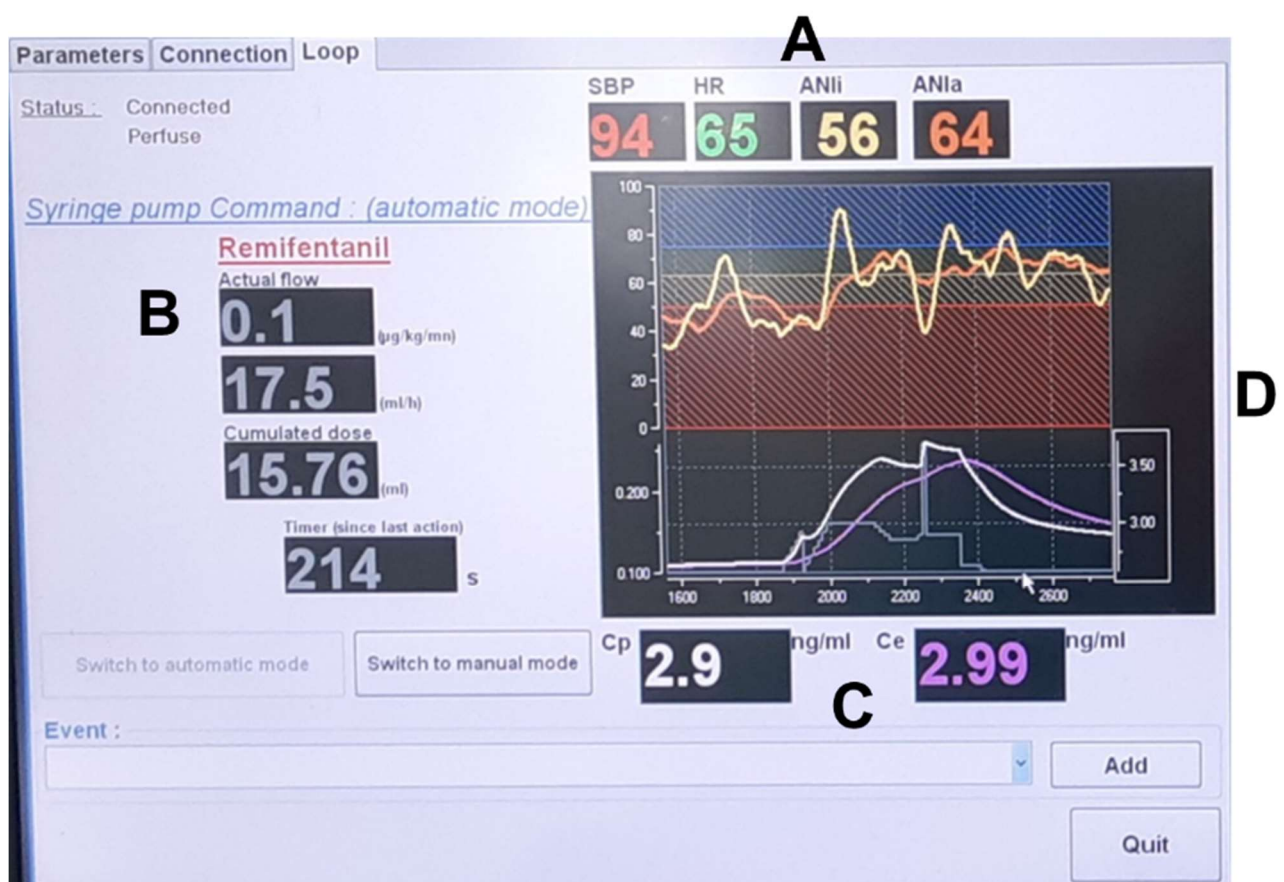 A
Parameters Connection Loop
SBP HR ANIi ANIa
Status : Connected
94 65 56 64
Perfuse
Syringe pump Command : (automatic mode)
Remifentanil
Actual flow
B
0.1 (µg/kg/mn)
17.5 (ml/h)
Cumulated dose
15.76 (ml)
Timer (since last action)
214 s
100
80
60
40
20
0
D
3.50
0.200
3.00
0.100
1600 1800 2000 2200 2400 2600
Switch to automatic mode Switch to manual mode
Cp 2.9 ng/ml Ce 2.99 ng/ml
C
Event :
Add
Quit